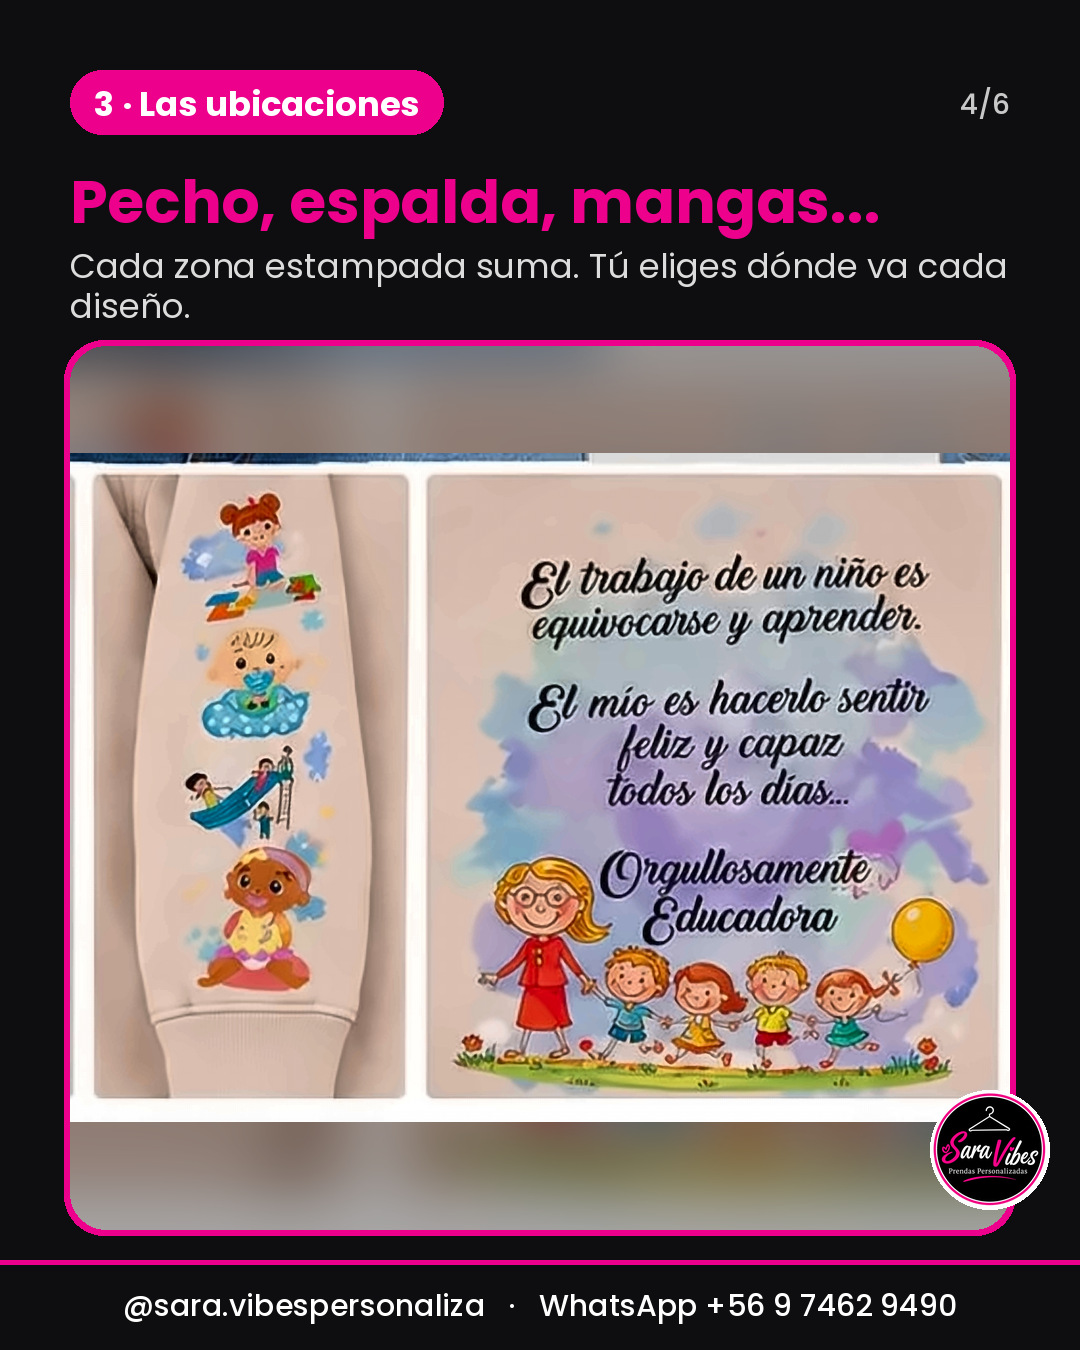 3 · Las ubicaciones
4/6
Pecho, espalda, mangas...
Cada zona estampada suma. Tú eliges dónde va cada
diseño.
El trabajo de un niño es
equivocarse y aprender.
El mío es hacerlo sentir
feliz y capaz
todos los días...
Orgullosamente
Educadora
Sara Vibes
Prendas Personalizadas
@sara.vibespersonaliza · WhatsApp +56 9 7462 9490